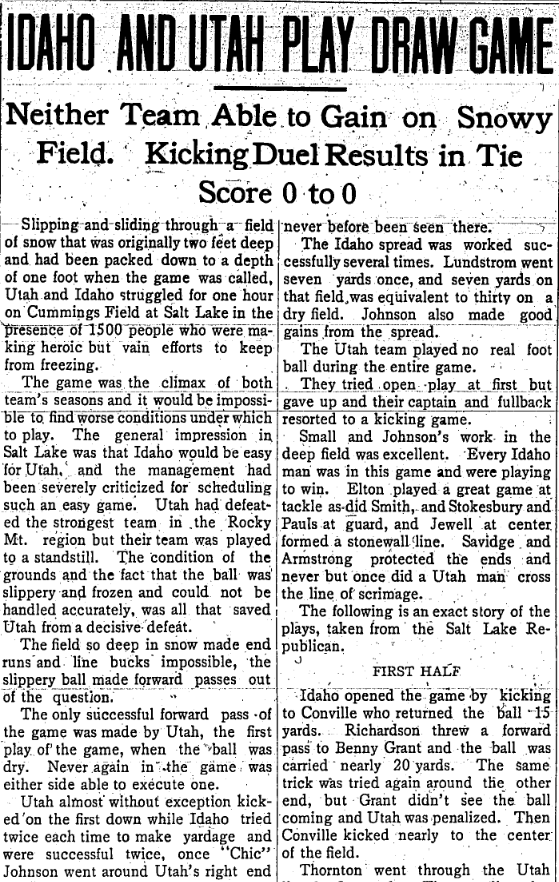 IDAHO AND UTAH PLAY DRAW GAME
Neither Team Able to Gain on Snowy
Field. Kicking Duel Results in Tie
Score 0 to 0
Slipping and sliding through a field
of snow that was originally two feet deep
and had been packed down to a depth
of one foot when the game was called,
Utah and Idaho struggled for one hour
on Cummings Field at Salt Lake in the
presence of 1500 people who were ma-
king heroic but vain efforts to keep
from freezing.
The game was the climax of both
team's seasons and it would be impossi-
ble to find worse conditions under which
to play. The general impression in
Salt Lake was that Idaho would be easy
for Utah, and the management had
been severely criticized for scheduling
such an easy game. Utah had defeat-
ed the strongest team in the Rocky
Mt. region but their team was played
to a standstill. The condition of the
grounds and the fact that the ball was
slippery and frozen and could not be
handled accurately, was all that saved
Utah from a decisive defeat.
The field so deep in snow made end
runs and line bucks impossible, the
slippery ball made forward passes out
of the question.
The only successful forward pass of
the game was made by Utah, the first
play of the game, when the ball was
dry. Never again in the game was
either side able to execute one.
Utah almost without exception kick-
ed on the first down while Idaho tried
twice each time to make yardage and
were successful twice, once "Chic"
Johnson went around Utah's right end
never before been seen there.
The Idaho spread was worked suc-
cessfully several times. Lundstrom went
seven yards once, and seven yards on
that field was equivalent to thirty on a
dry field. Johnson also made good
gains from the spread.
The Utah team played no real foot
ball during the entire game.
They tried open play at first but
gave up and their captain and fullback
resorted to a kicking game.
Small and Johnson's work in the
deep field was excellent. Every Idaho
man was in this game and were playing
to win. Elton played a great game at
tackle as did Smith, and Stokesbury and
Pauls at guard, and Jewell at center
formed a stonewall line. Savidge and
Armstrong protected the ends and
never but once did a Utah man cross
the line of scrimage.
The following is an exact story of the
plays, taken from the Salt Lake Re-
publican.
FIRST HALF
Idaho opened the game by kicking
to Conville who returned the ball 15
yards. Richardson threw a forward
pass to Benny Grant and the ball was
carried nearly 20 yards. The same
trick was tried again around the other
end, but Grant didn't see the ball
coming and Utah was penalized. Then
Conville kicked nearly to the center
of the field.
Thornton went through the Utah